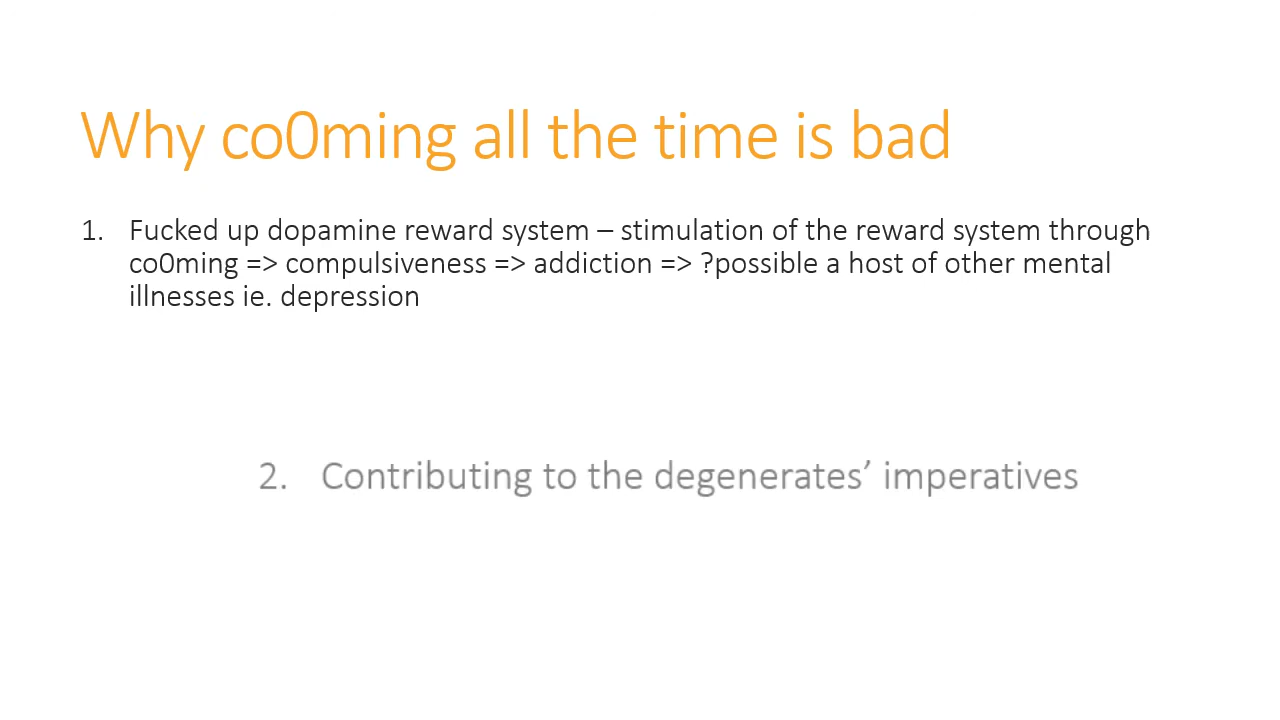 Why co0ming all the time is bad
1. Fucked up dopamine reward system – stimulation of the reward system through
co0ming => compulsiveness => addiction => ?possible a host of other mental
illnesses ie. depression
2. Contributing to the degenerates’ imperatives